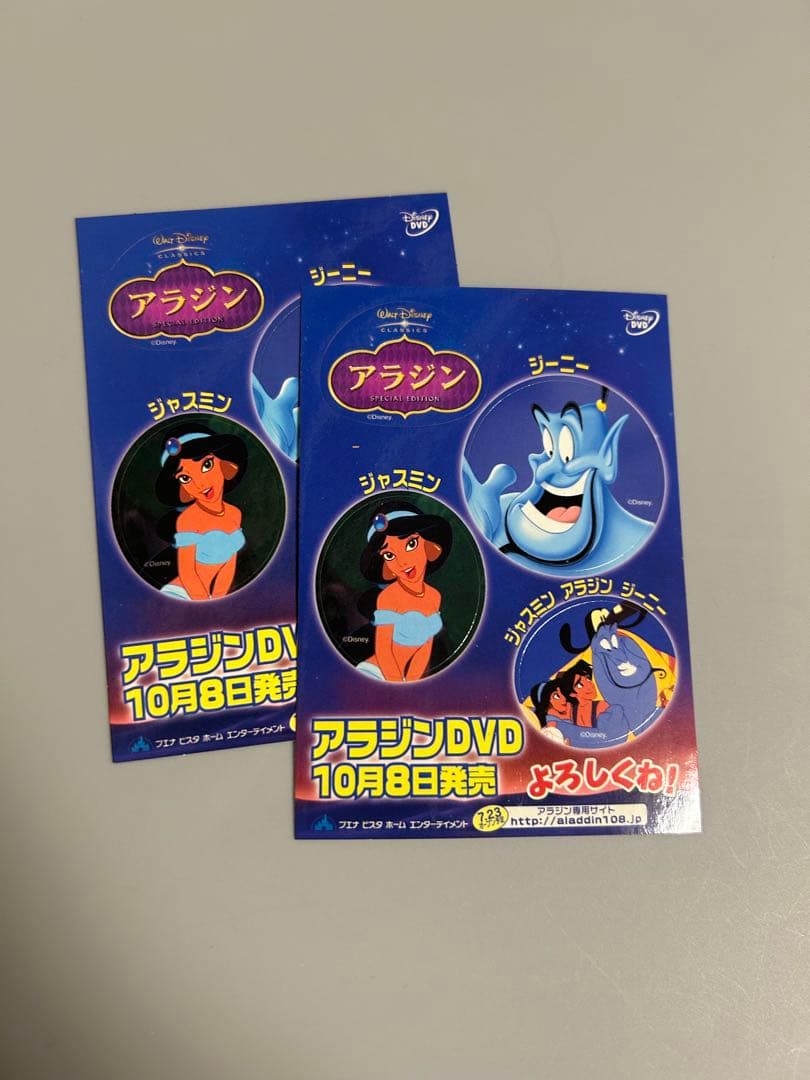 WALT DISNEY
CLASSICS
アラジン
SPECIAL EDITION
©Disney.
DISNEY
DVD
ジーニー
ジャスミン
©Disney.
アラジンDV
10月8日発売
ブエナ ビスタ ホーム エンターテイメント
WALT DISNEY
CLASSICS
アラジン
SPECIAL EDITION
©Disney.
DISNEY
DVD
ジーニー
©Disney.
ジャスミン
©Disney.
ジャスミン アラジン ジーニー
©Disney.
アラジンDVD
10月8日発売
よろしくね!
ブエナ ビスタ ホーム エンターテイメント
7.23
アラジン専用サイト
http://aladdin108.jp